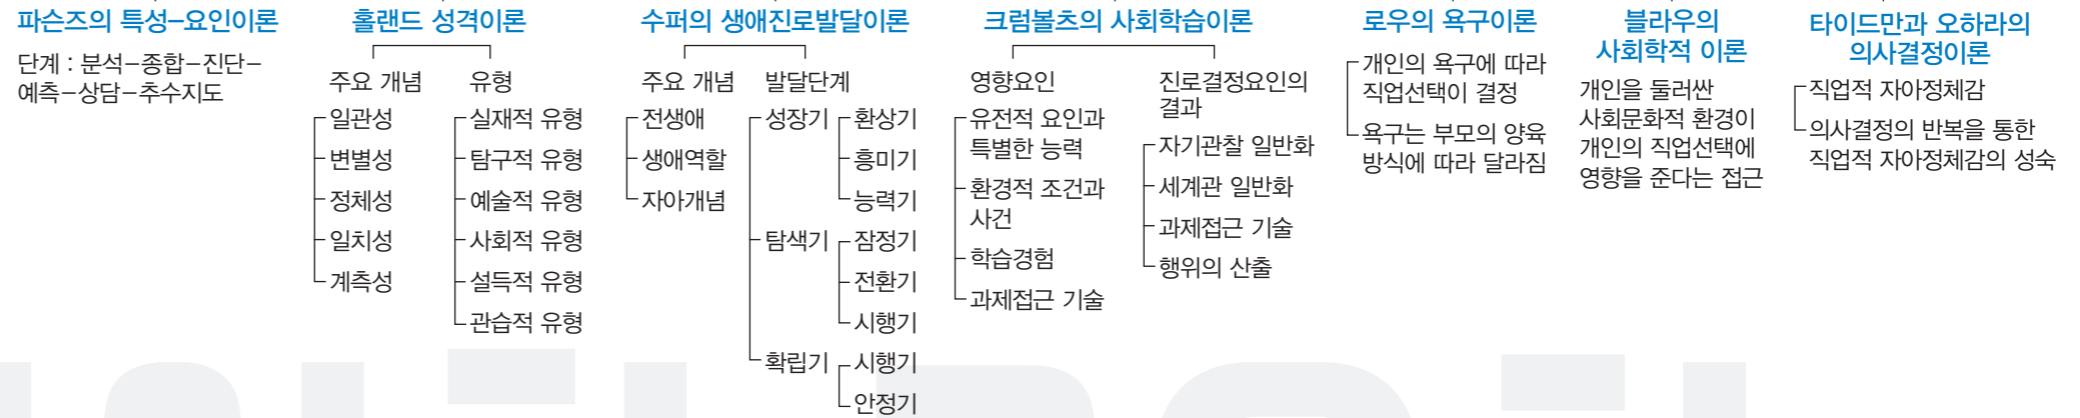 파슨즈의 특성-요인이론
단계 : 분석-종합-진단-
예측-상담-추수지도
홀랜드 성격이론
주요 개념
일관성
변별성
정체성
일치성
계측성
유형
실재적 유형
탐구적 유형
예술적 유형
사회적 유형
설득적 유형
관습적 유형
수퍼의 생애진로발달이론
주요 개념
전생애
생애역할
자아개념
발달단계
성장기
환상기
흥미기
능력기
탐색기
잠정기
전환기
시행기
확립기
시행기
안정기
크럼볼츠의 사회학습이론
영향요인
유전적 요인과
특별한 능력
환경적 조건과
사건
학습경험
과제접근 기술
진로결정요인의
결과
자기관찰 일반화
세계관 일반화
과제접근 기술
행위의 산출
로우의 욕구이론
개인의 욕구에 따라
직업선택이 결정
욕구는 부모의 양육
방식에 따라 달라짐
블라우의
사회학적 이론
개인을 둘러싼
사회문화적 환경이
개인의 직업선택에
영향을 준다는 접근
타이드만과 오하라의
의사결정이론
직업적 자아정체감
의사결정의 반복을 통한
직업적 자아정체감의 성숙